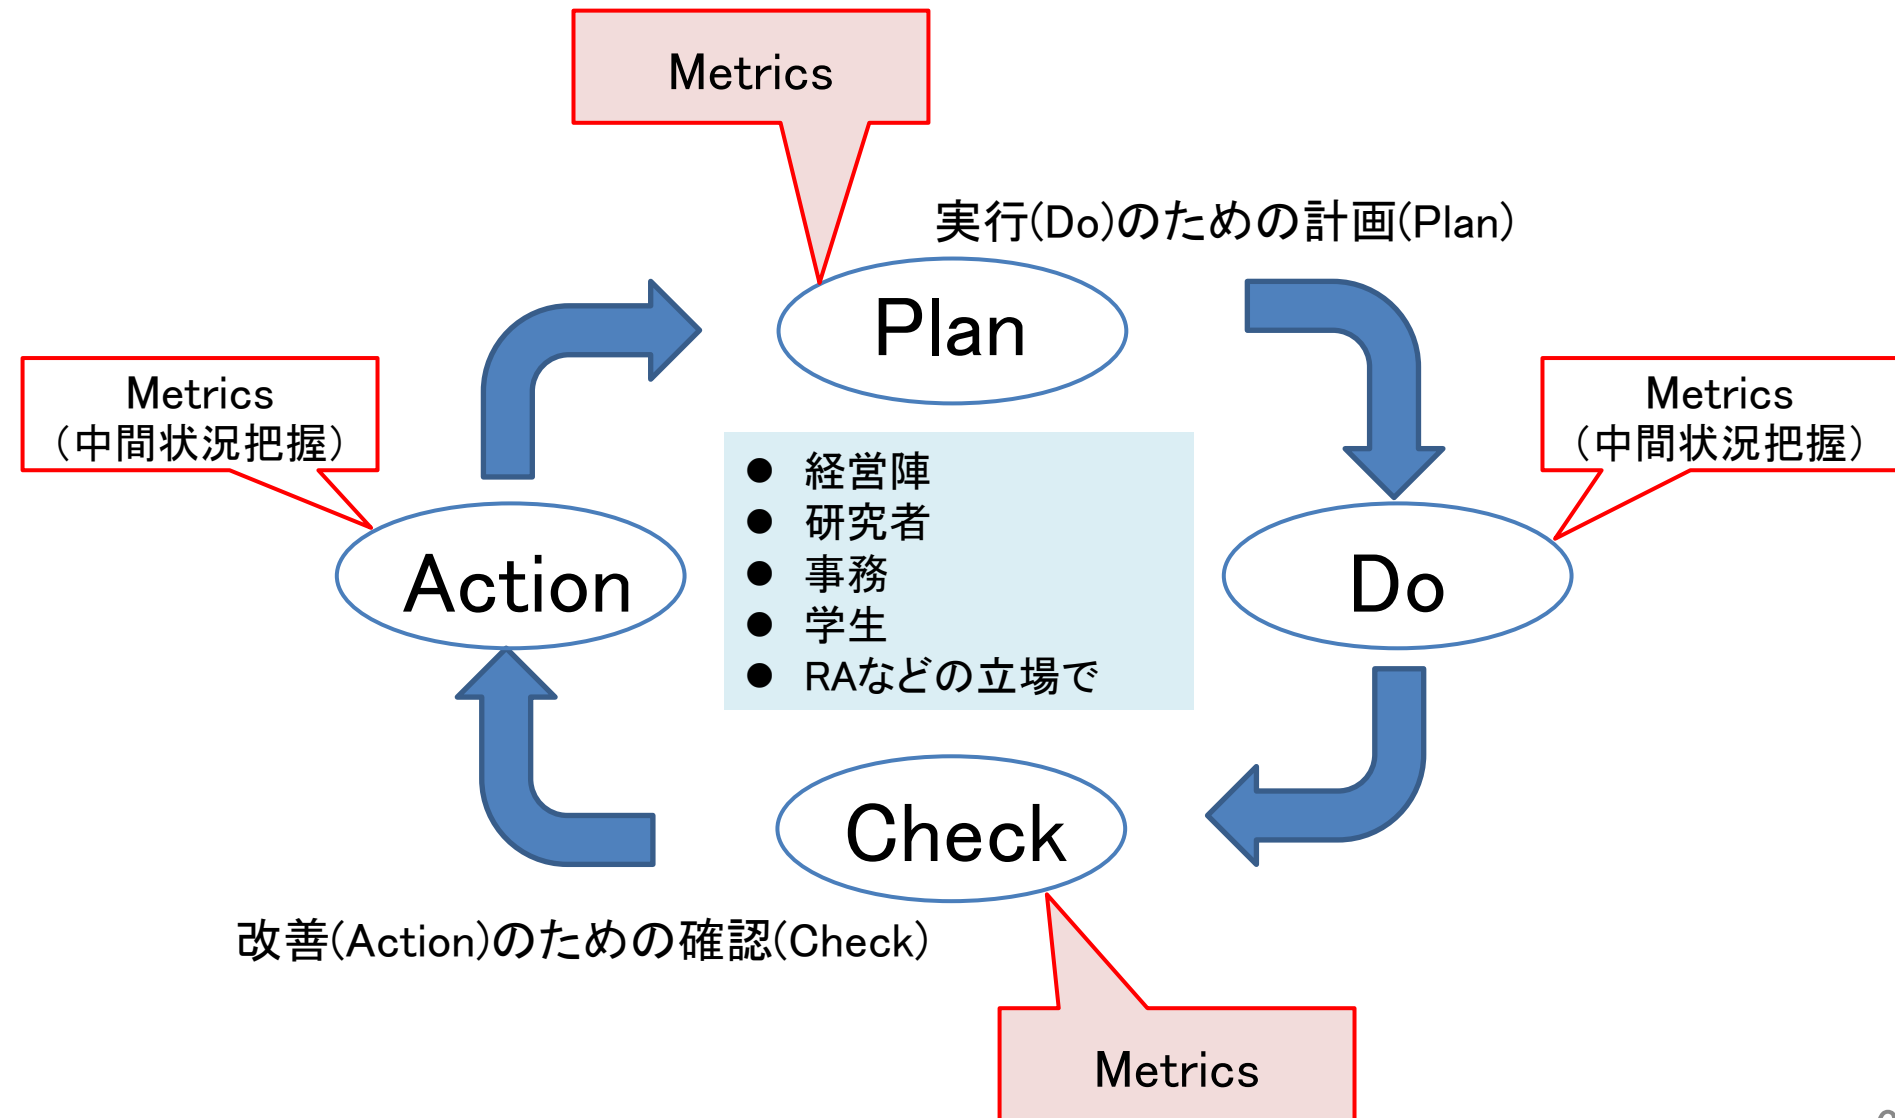 Metrics
実行(Do)のための計画(Plan)
Plan
Metrics
（中間状況把握）
Metrics
（中間状況把握）
● 経営陣
● 研究者
● 事務
● 学生
● RAなどの立場で
Action
Do
Check
改善(Action)のための確認(Check)
Metrics